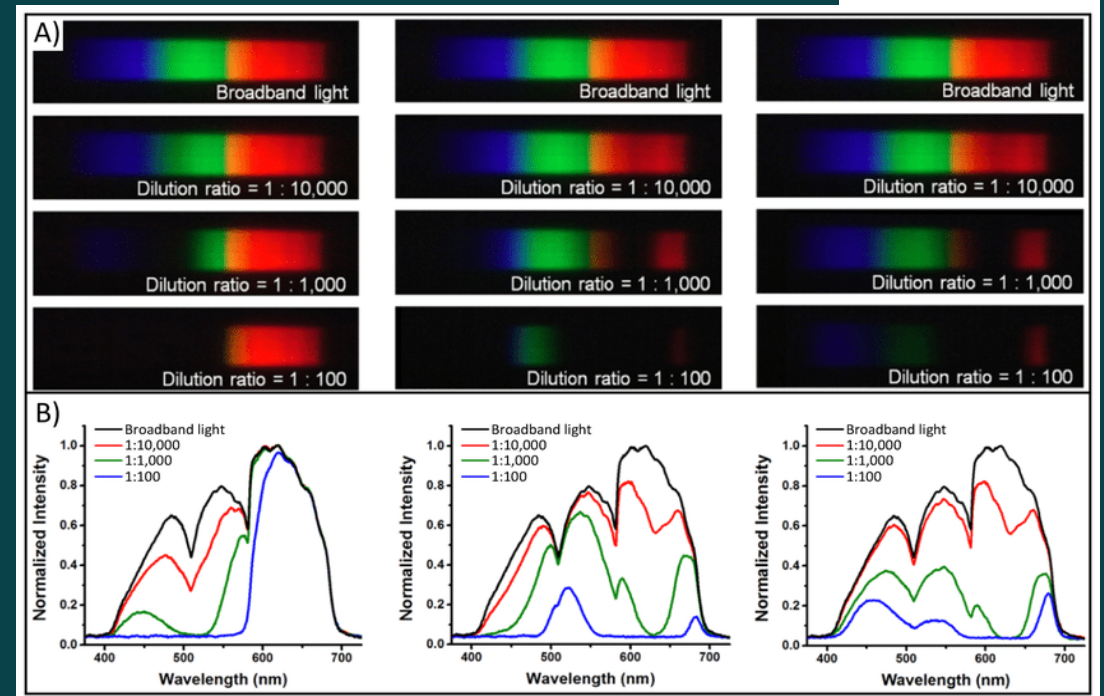 A)
Broadband light
Broadband light
Broadband light
Dilution ratio = 1 : 10,000
Dilution ratio = 1 : 10,000
Dilution ratio = 1 : 10,000
Dilution ratio = 1 : 1,000
Dilution ratio = 1 : 1,000
Dilution ratio = 1 : 1,000
Dilution ratio = 1 : 100
Dilution ratio = 1 : 100
Dilution ratio = 1 : 100
B)
Broadband light
1:10,000
1:1,000
1:100
1.0
0.8
0.6
0.4
0.2
0.0
Normalized Intensity
400 500 600 700
Wavelength (nm)
Broadband light
1:10,000
1:1,000
1:100
1.0
0.8
0.6
0.4
0.2
0.0
Normalized Intensity
400 500 600 700
Wavelength (nm)
Broadband light
1:10,000
1:1,000
1:100
1.0
0.8
0.6
0.4
0.2
0.0
Normalized Intensity
400 500 600 700
Wavelength (nm)